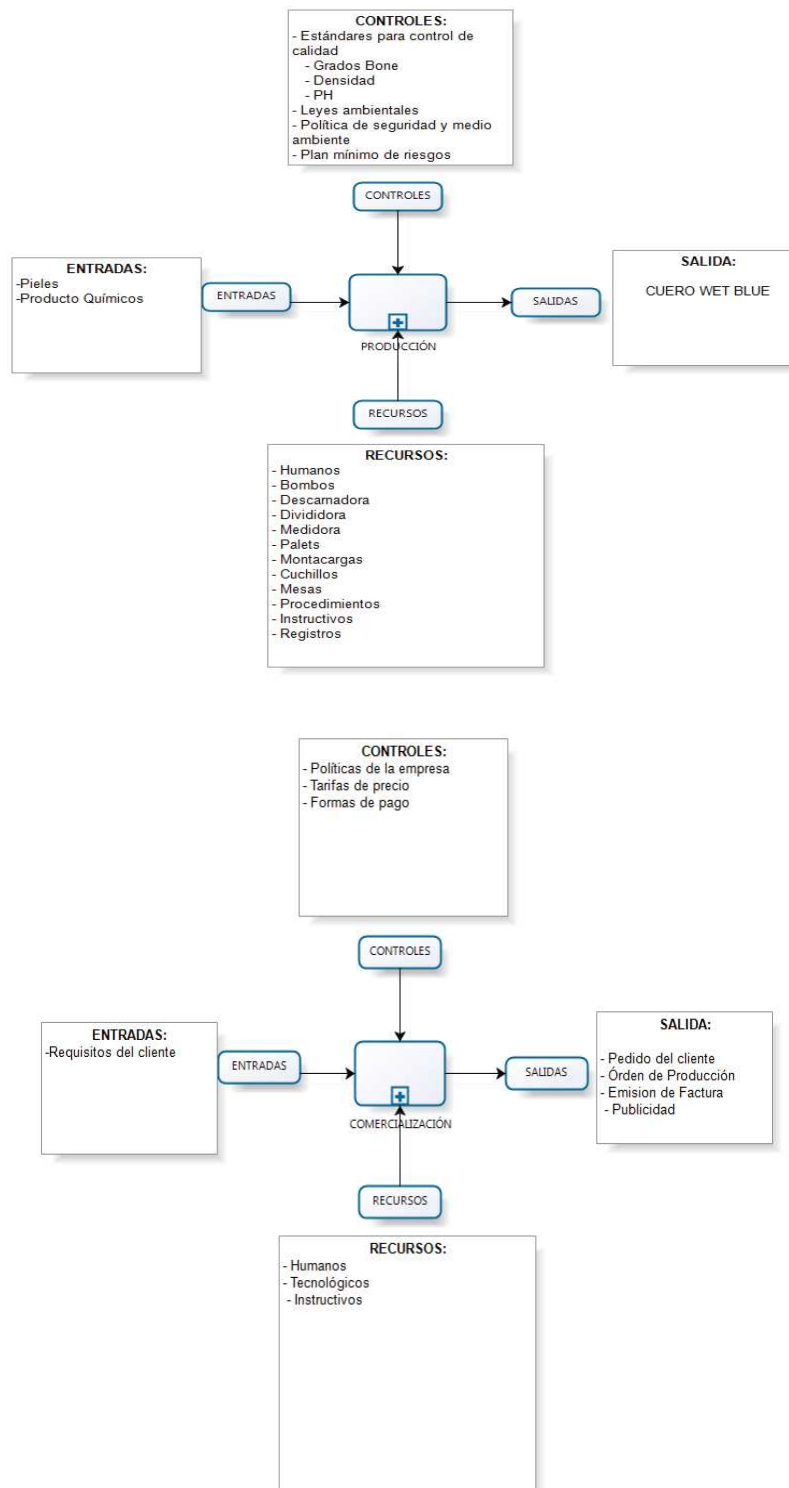 CONTROLES:
- Estándares para control de
calidad
- Grados Bone
- Densidad
- PH
- Leyes ambientales
- Política de seguridad y medio
ambiente
- Plan mínimo de riesgos
CONTROLES
ENTRADAS:
-Pieles
-Producto Químicos
ENTRADAS
PRODUCCIÓN
SALIDAS
SALIDA:
CUERO WET BLUE
RECURSOS
RECURSOS:
- Humanos
- Bombos
- Descarnadora
- Divididora
- Medidora
- Palets
- Montacargas
- Cuchillos
- Mesas
- Procedimientos
- Instructivos
- Registros
CONTROLES:
- Políticas de la empresa
- Tarifas de precio
- Formas de pago
CONTROLES
ENTRADAS:
-Requisitos del cliente
ENTRADAS
COMERCIALIZACIÓN
SALIDAS
SALIDA:
- Pedido del cliente
- Órden de Producción
- Emision de Factura
- Publicidad
RECURSOS
RECURSOS:
- Humanos
- Tecnológicos
- Instructivos